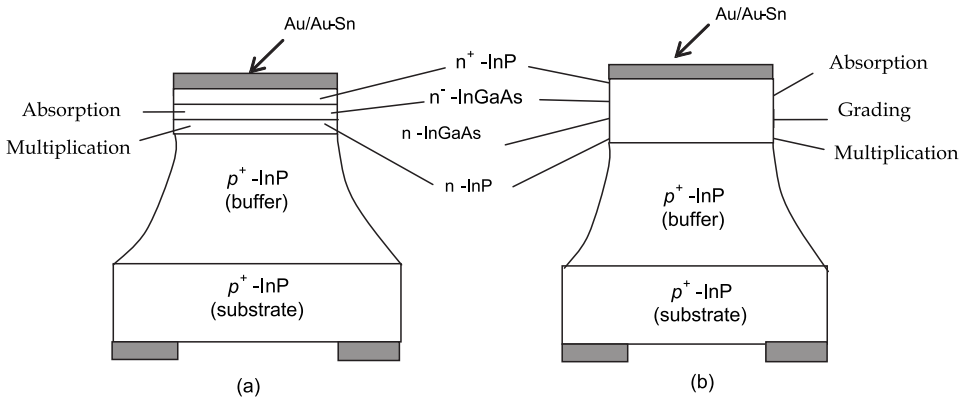 Au/Au-Sn
Au/Au-Sn
n+ -InP
Absorption
n- -InGaAs
Absorption
n -InGaAs
Grading
Multiplication
Multiplication
n -InP
p+ -InP
(buffer)
p+ -InP
(buffer)
p+ -InP
(substrate)
p+ -InP
(substrate)
(a)
(b)